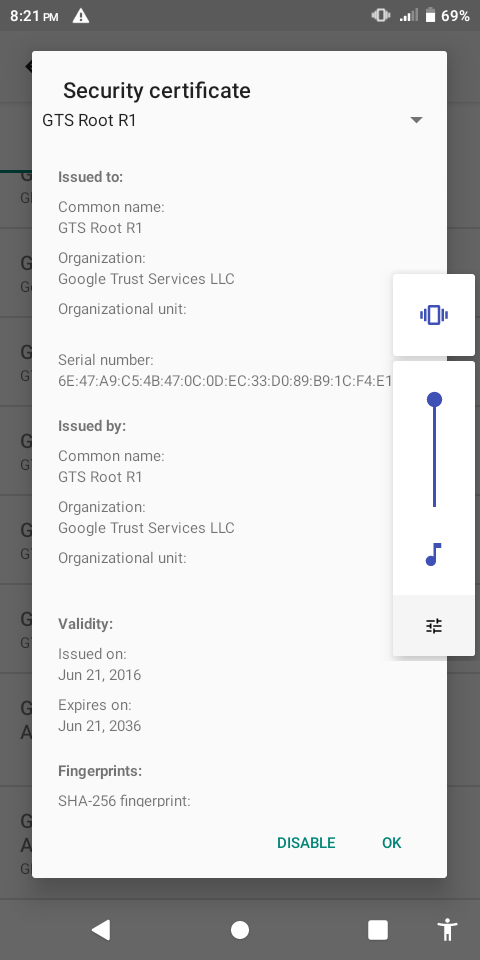 8:21 PM
69%
Security certificate
GTS Root R1
Issued to:
Common name:
GTS Root R1
Organization:
Google Trust Services LLC
Organizational unit:
Serial number:
6E:47:A9:C5:4B:47:0C:0D:EC:33:D0:89:B9:1C:F4:E1
Issued by:
Common name:
GTS Root R1
Organization:
Google Trust Services LLC
Organizational unit:
Validity:
Issued on:
Jun 21, 2016
Expires on:
Jun 21, 2036
Fingerprints:
SHA-256 fingerprint:
DISABLE
OK